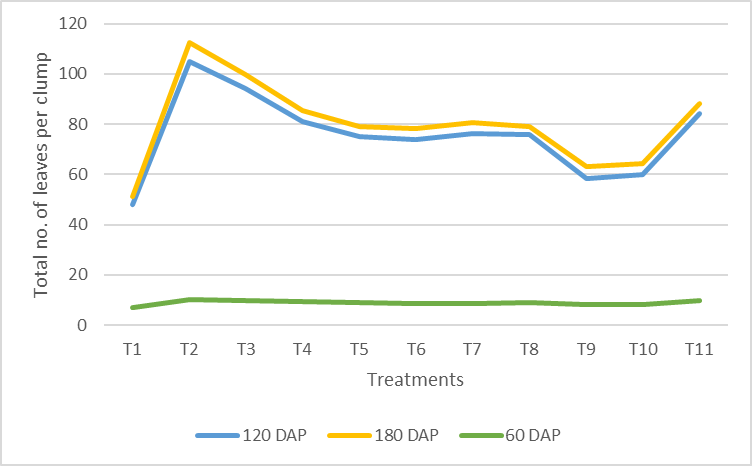 Total no. of leaves per clump
120
100
80
60
40
20
0
T1 T2 T3 T4 T5 T6 T7 T8 T9 T10 T11
Treatments
120 DAP 180 DAP 60 DAP